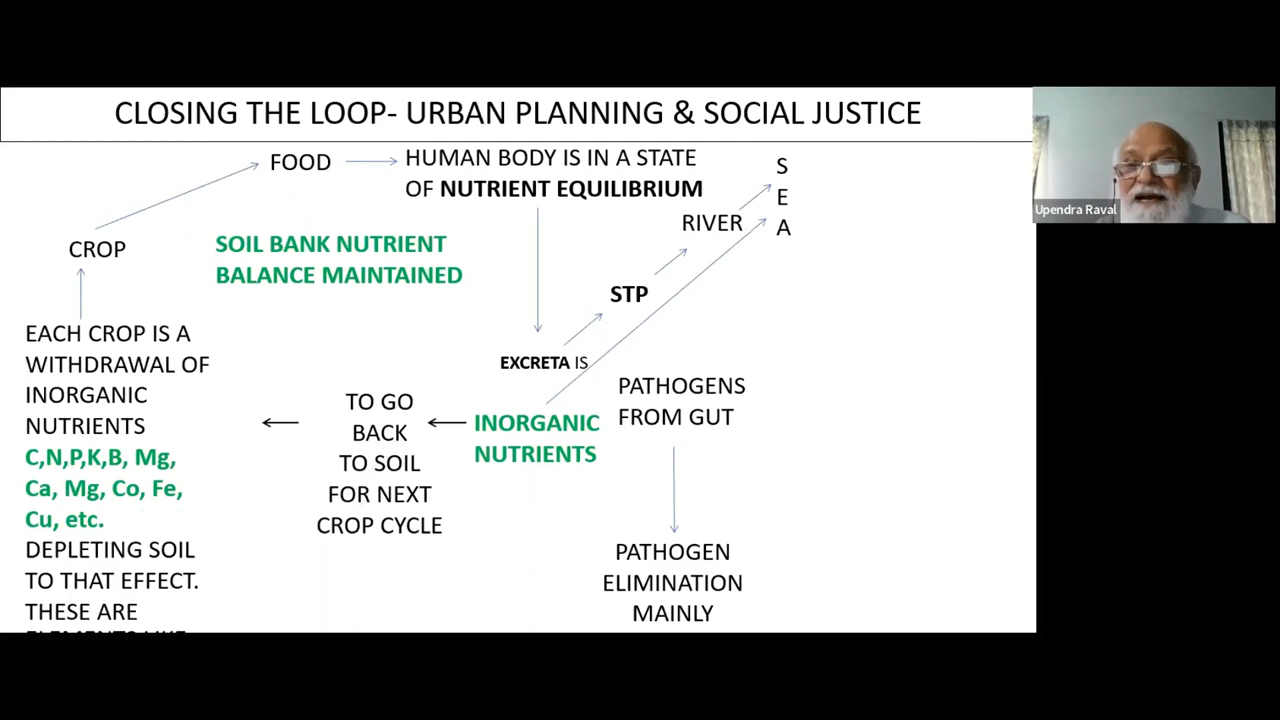 CLOSING THE LOOP- URBAN PLANNING & SOCIAL JUSTICE
FOOD
HUMAN BODY IS IN A STATE
OF NUTRIENT EQUILIBRIUM
S
E
A
RIVER
Upendra Raval
CROP
SOIL BANK NUTRIENT
BALANCE MAINTAINED
STP
EACH CROP IS A
WITHDRAWAL OF
INORGANIC
NUTRIENTS
C,N,P,K,B, Mg,
Ca, Mg, Co, Fe,
Cu, etc.
DEPLETING SOIL
TO THAT EFFECT.
THESE ARE
ELEMENTS LIKE
EXCRETA IS
TO GO
BACK
TO SOIL
FOR NEXT
CROP CYCLE
INORGANIC
NUTRIENTS
PATHOGENS
FROM GUT
PATHOGEN
ELIMINATION
MAINLY